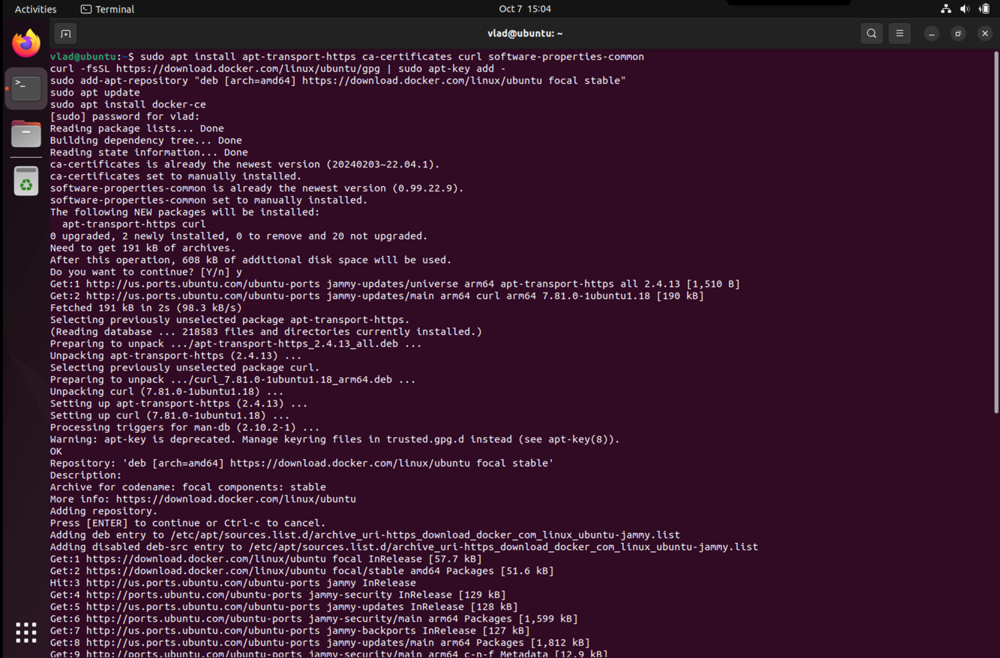 Activities
Terminal
Oct 7 15:04
vlad@ubuntu: ~
vlad@ubuntu:~$ sudo apt install apt-transport-https ca-certificates curl software-properties-common
curl -fsSL https://download.docker.com/linux/ubuntu/gpg | sudo apt-key add -
sudo add-apt-repository "deb [arch=amd64] https://download.docker.com/linux/ubuntu focal stable"
sudo apt update
sudo apt install docker-ce
[sudo] password for vlad:
Reading package lists... Done
Building dependency tree... Done
Reading state information... Done
ca-certificates is already the newest version (20240203~22.04.1).
ca-certificates set to manually installed.
software-properties-common is already the newest version (0.99.22.9).
software-properties-common set to manually installed.
The following NEW packages will be installed:
apt-transport-https curl
0 upgraded, 2 newly installed, 0 to remove and 20 not upgraded.
Need to get 191 kB of archives.
After this operation, 608 kB of additional disk space will be used.
Do you want to continue? [Y/n] y
Get:1 http://us.ports.ubuntu.com/ubuntu-ports jammy-updates/universe arm64 apt-transport-https all 2.4.13 [1,510 B]
Get:2 http://us.ports.ubuntu.com/ubuntu-ports jammy-updates/main arm64 curl arm64 7.81.0-1ubuntu1.18 [190 kB]
Fetched 191 kB in 2s (98.3 kB/s)
Selecting previously unselected package apt-transport-https.
(Reading database ... 218583 files and directories currently installed.)
Preparing to unpack .../apt-transport-https_2.4.13_all.deb ...
Unpacking apt-transport-https (2.4.13) ...
Selecting previously unselected package curl.
Preparing to unpack .../curl_7.81.0-1ubuntu1.18_arm64.deb ...
Unpacking curl (7.81.0-1ubuntu1.18) ...
Setting up apt-transport-https (2.4.13) ...
Setting up curl (7.81.0-1ubuntu1.18) ...
Processing triggers for man-db (2.10.2-1) ...
Warning: apt-key is deprecated. Manage keyring files in trusted.gpg.d instead (see apt-key(8)).
OK
Repository: 'deb [arch=amd64] https://download.docker.com/linux/ubuntu focal stable'
Description:
Archive for codename: focal components: stable
More info: https://download.docker.com/linux/ubuntu
Adding repository.
Press [ENTER] to continue or Ctrl-c to cancel.
Adding deb entry to /etc/apt/sources.list.d/archive_uri-https_download_docker_com_linux_ubuntu-jammy.list
Adding disabled deb-src entry to /etc/apt/sources.list.d/archive_uri-https_download_docker_com_linux_ubuntu-jammy.list
Get:1 https://download.docker.com/linux/ubuntu focal InRelease [57.7 kB]
Get:2 https://download.docker.com/linux/ubuntu focal/stable amd64 Packages [51.6 kB]
Hit:3 http://us.ports.ubuntu.com/ubuntu-ports jammy InRelease
Get:4 http://ports.ubuntu.com/ubuntu-ports jammy-security InRelease [129 kB]
Get:5 http://us.ports.ubuntu.com/ubuntu-ports jammy-updates InRelease [128 kB]
Get:6 http://ports.ubuntu.com/ubuntu-ports jammy-security/main arm64 Packages [1,599 kB]
Get:7 http://us.ports.ubuntu.com/ubuntu-ports jammy-backports InRelease [127 kB]
Get:8 http://us.ports.ubuntu.com/ubuntu-ports jammy-updates/main arm64 Packages [1,812 kB]
Get:9 http://ports.ubuntu.com/ubuntu-ports jammy-security/main arm64 c-n-f Metadata [12.9 kB]